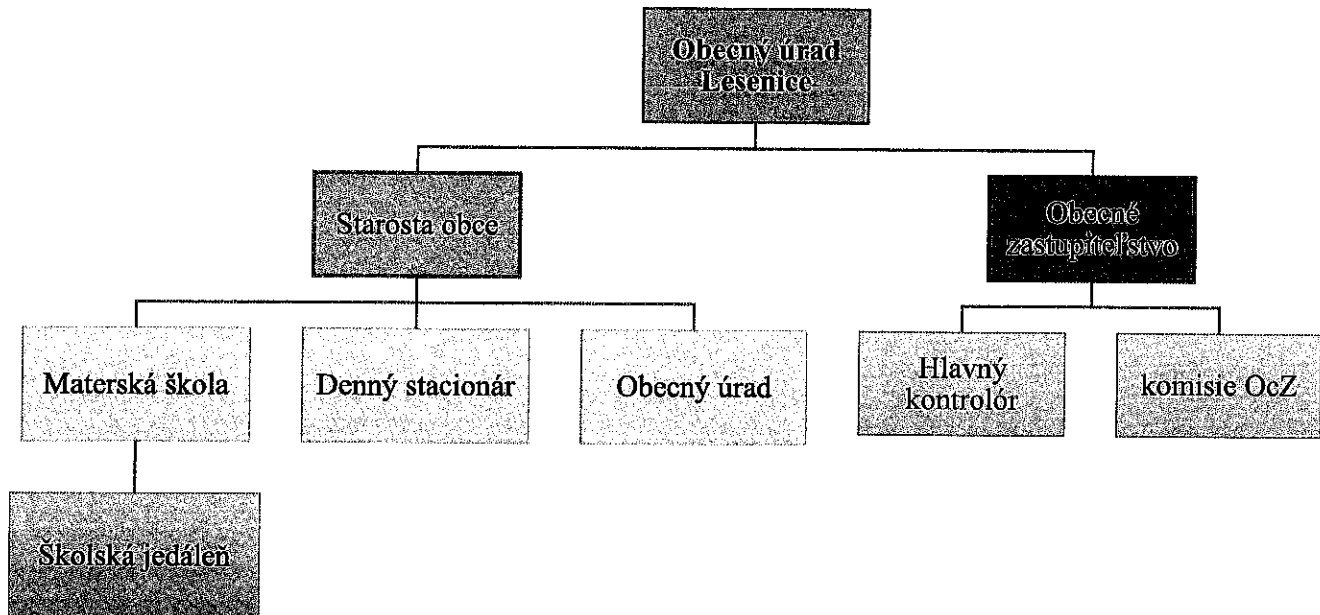 Obecný úrad
Lesenice
Starosta obce
Obecné
zastupiteľstvo
Materská škola
Denný stacionár
Obecný úrad
Hlavný
kontrolór
komisie OcZ
Školská jedáleň